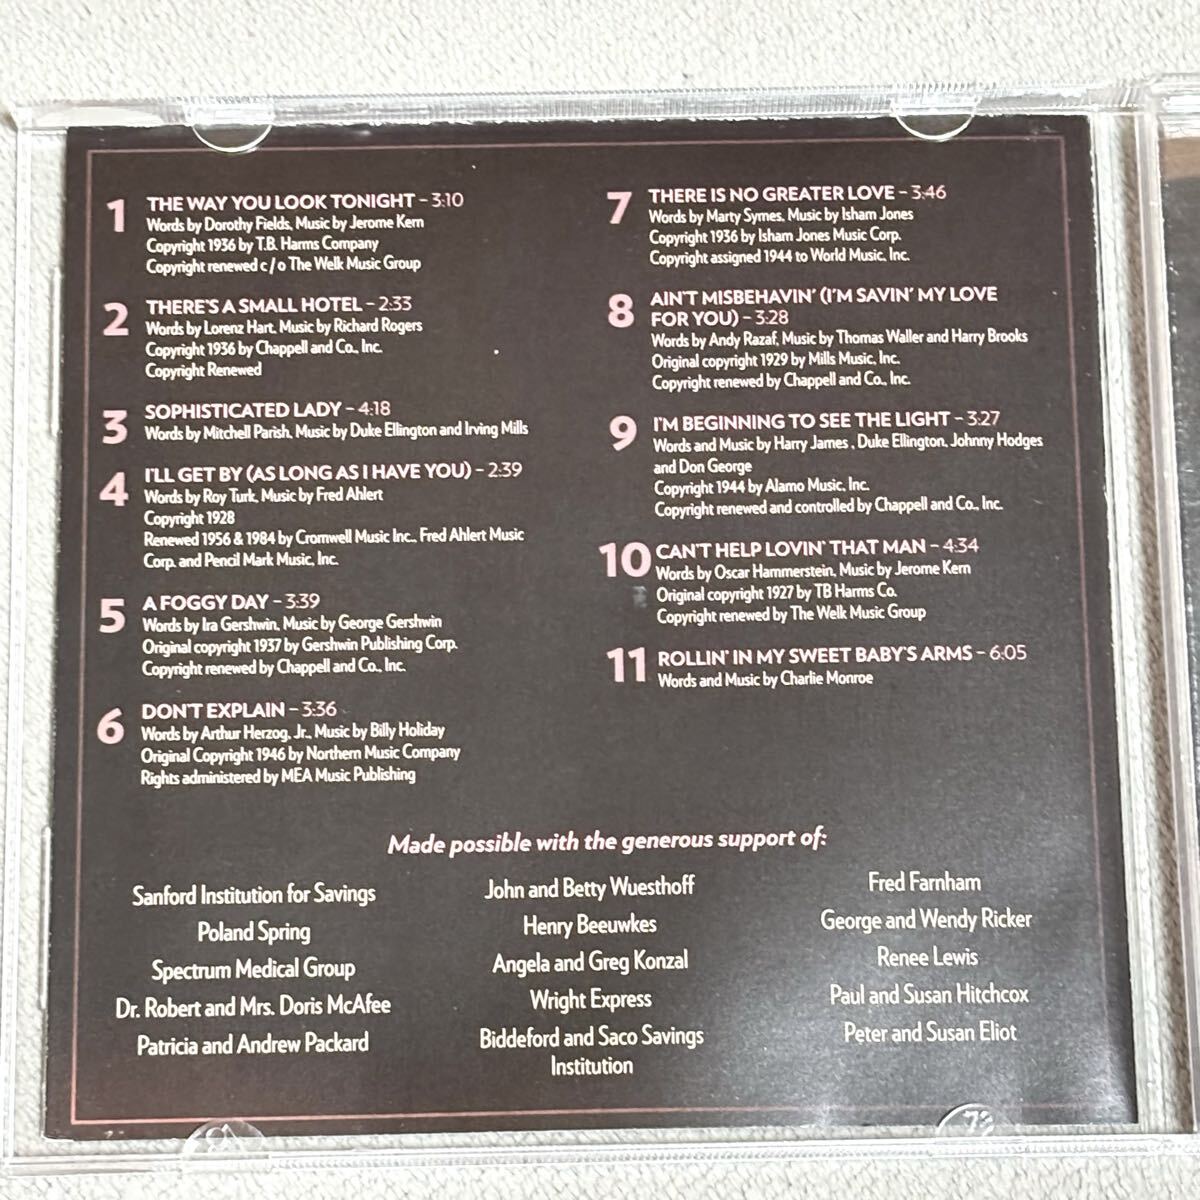 1 THE WAY YOU LOOK TONIGHT – 3:10
Words by Dorothy Fields, Music by Jerome Kern
Copyright 1936 by T.B. Harms Company
Copyright renewed c/o The Welk Music Group
2 THERE'S A SMALL HOTEL – 2:33
Words by Lorenz Hart, Music by Richard Rogers
Copyright 1936 by Chappell and Co., Inc.
Copyright Renewed
3 SOPHISTICATED LADY – 4:18
Words by Mitchell Parish, Music by Duke Ellington and Irving Mills
4 I'LL GET BY (AS LONG AS I HAVE YOU) – 2:39
Words by Roy Turk, Music by Fred Ahlert
Copyright 1928
Renewed 1956 & 1984 by Cromwell Music Inc., Fred Ahlert Music
Corp. and Pencil Mark Music, Inc.
5 A FOGGY DAY – 3:39
Words by Ira Gershwin, Music by George Gershwin
Original copyright 1937 by Gershwin Publishing Corp.
Copyright renewed by Chappell and Co., Inc.
6 DON'T EXPLAIN – 3:36
Words by Arthur Herzog, Jr., Music by Billy Holiday
Original Copyright 1946 by Northern Music Company
Rights administered by MEA Music Publishing
7 THERE IS NO GREATER LOVE – 3:46
Words by Marty Symes, Music by Isham Jones
Copyright 1936 by Isham Jones Music Corp.
Copyright assigned 1944 to World Music, Inc.
8 AIN'T MISBEHAVIN' (I'M SAVIN' MY LOVE
FOR YOU) – 3:28
Words by Andy Razaf, Music by Thomas Waller and Harry Brooks
Original copyright 1929 by Mills Music, Inc.
Copyright renewed by Chappell and Co., Inc.
9 I'M BEGINNING TO SEE THE LIGHT – 3:27
Words and Music by Harry James , Duke Ellington, Johnny Hodges
and Don George
Copyright 1944 by Alamo Music, Inc.
Copyright renewed and controlled by Chappell and Co., Inc.
10 CAN'T HELP LOVIN' THAT MAN – 4:34
Words by Oscar Hammerstein, Music by Jerome Kern
Original copyright 1927 by TB Harms Co.
Copyright renewed by The Welk Music Group
11 ROLLIN' IN MY SWEET BABY'S ARMS – 6:05
Words and Music by Charlie Monroe
Made possible with the generous support of:
Sanford Institution for Savings
Poland Spring
Spectrum Medical Group
Dr. Robert and Mrs. Doris McAfee
Patricia and Andrew Packard
John and Betty Wuesthoff
Henry Beeuwkes
Angela and Greg Konzal
Wright Express
Biddeford and Saco Savings
Institution
Fred Farnham
George and Wendy Ricker
Renee Lewis
Paul and Susan Hitchcox
Peter and Susan Eliot